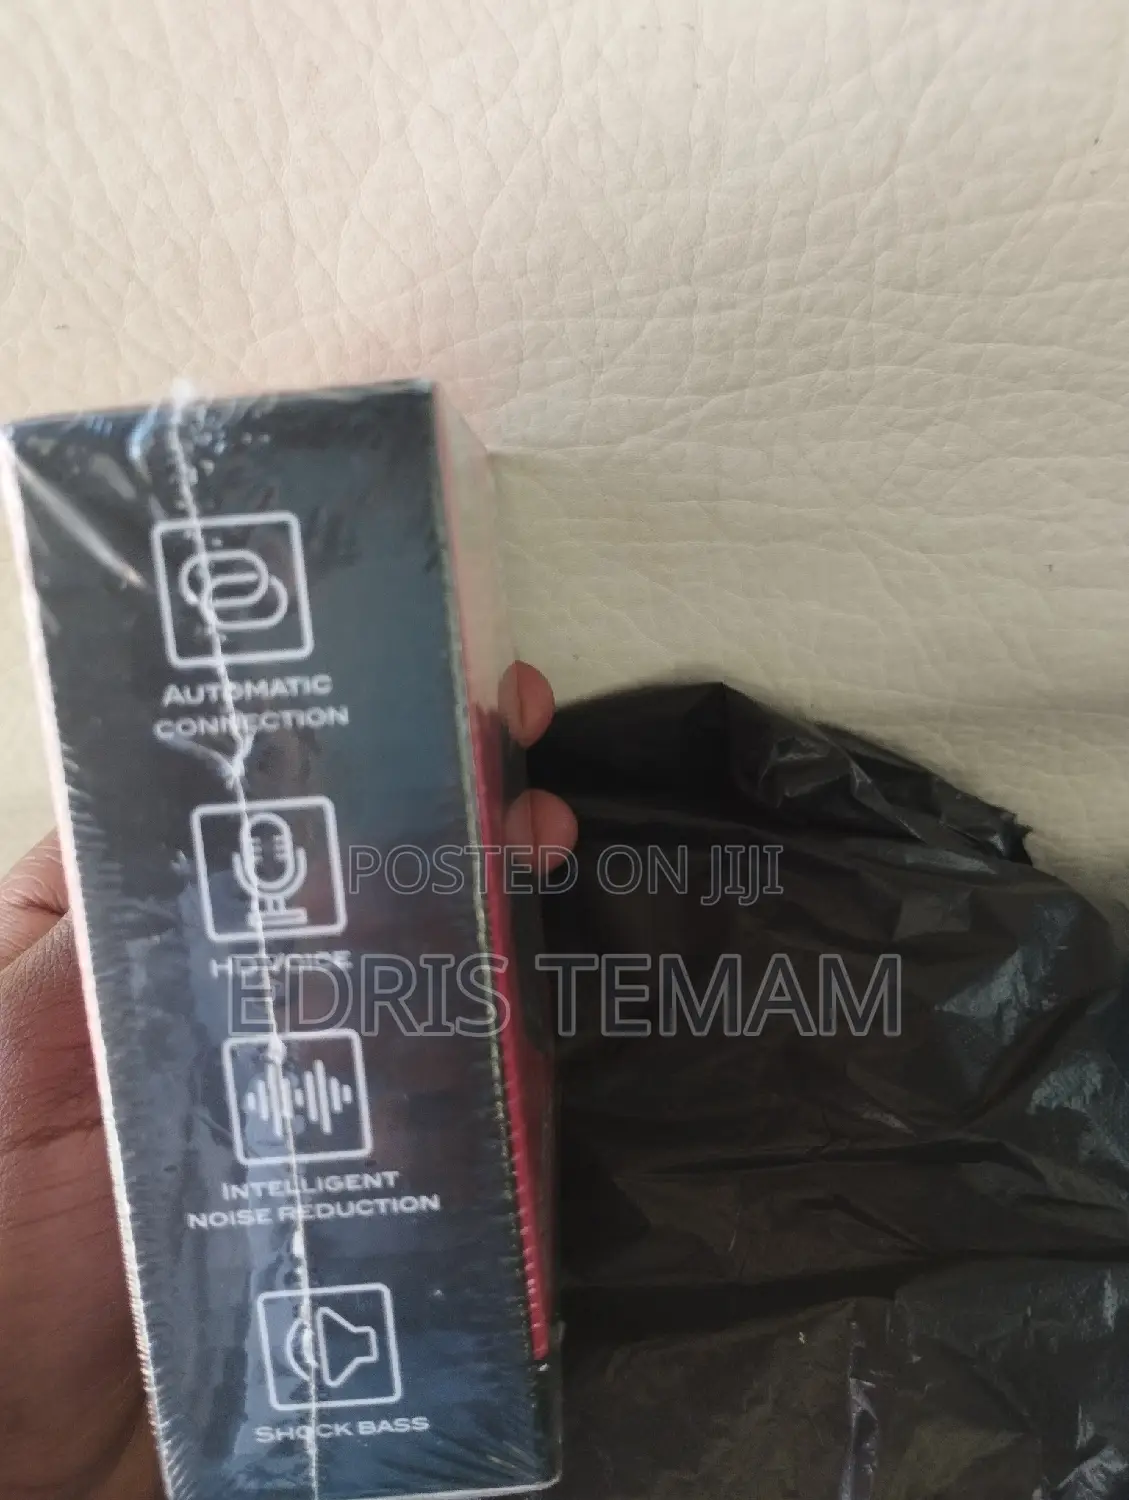 AUTOMATIC
CONNECTION
POSTED ON JIJI
EDRIS TEMAM
INTELLIGENT
NOISE REDUCTION
SHOCK BASS